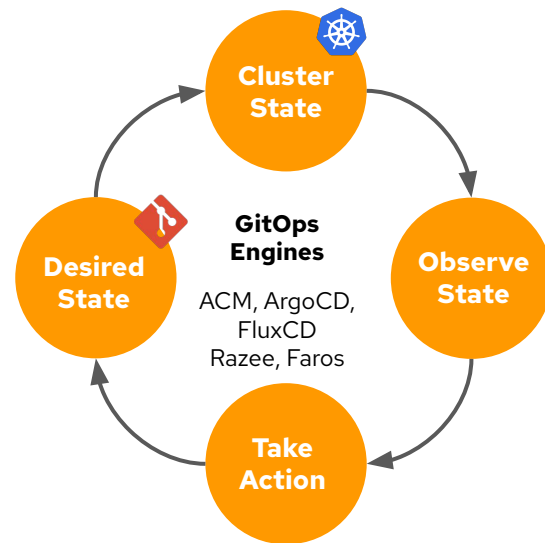 Cluster
State
GitOps
Engines
Desired
State
Observe
State
ACM, ArgoCD,
FluxCD
Razee, Faros
Take
Action